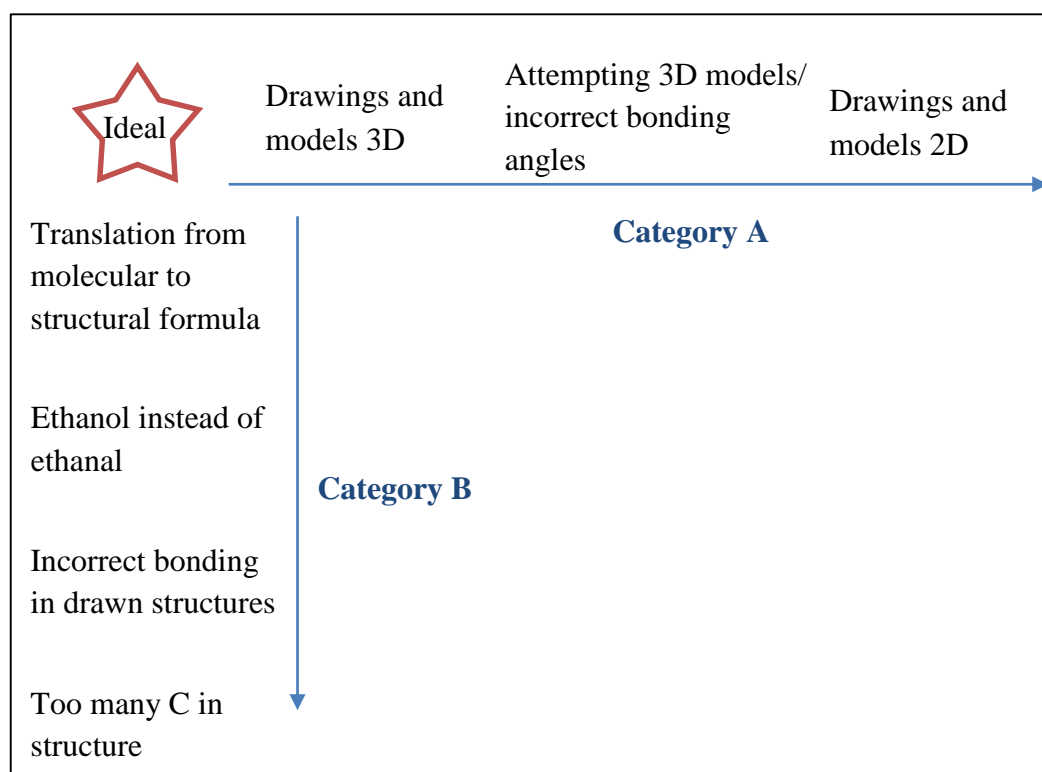 Ideal
Drawings and
models 3D
Attempting 3D models/
incorrect bonding
angles
Drawings and
models 2D
Category A
Translation from
molecular to
structural formula
Ethanol instead of
ethanal
Category B
Incorrect bonding
in drawn structures
Too many C in
structure